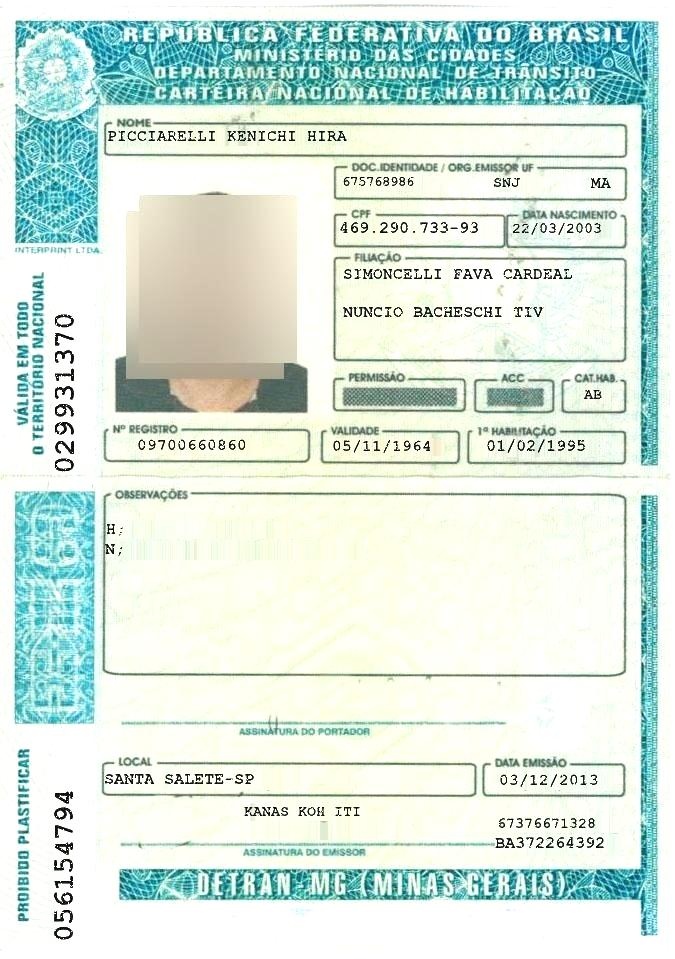 REPÚBLICA FEDERATIVA DO BRASIL
MINISTÉRIO DAS CIDADES
DEPARTAMENTO NACIONAL DE TRÂNSITO
CARTEIRA NACIONAL DE HABILITAÇÃO
NOME
PICCIARELLI KENICHI HIRA
DOC. IDENTIDADE / ORG. EMISSOR UF
675768986 SNJ MA
CPF DATA NASCIMENTO
469.290.733-93 22/03/2003
FILIAÇÃO
SIMONCELLI FAVA CARDEAL
NUNCIO BACHESCHI TIV
PERMISSÃO ACC CAT. HAB.
AB
Nº REGISTRO VALIDADE 1ª HABILITAÇÃO
09700660860 05/11/1964 01/02/1995
INTERPRINT LTDA.
VÁLIDA EM TODO
O TERRITÓRIO NACIONAL
029931370
OBSERVAÇÕES
H;
N;
ASSINATURA DO PORTADOR
LOCAL DATA EMISSÃO
SANTA SALETE-SP 03/12/2013
KANAS KOH ITI
67376671328
BA372264392
ASSINATURA DO EMISSOR
DETRAN-MG (MINAS GERAIS)
PROIBIDO PLASTIFICAR
056154794